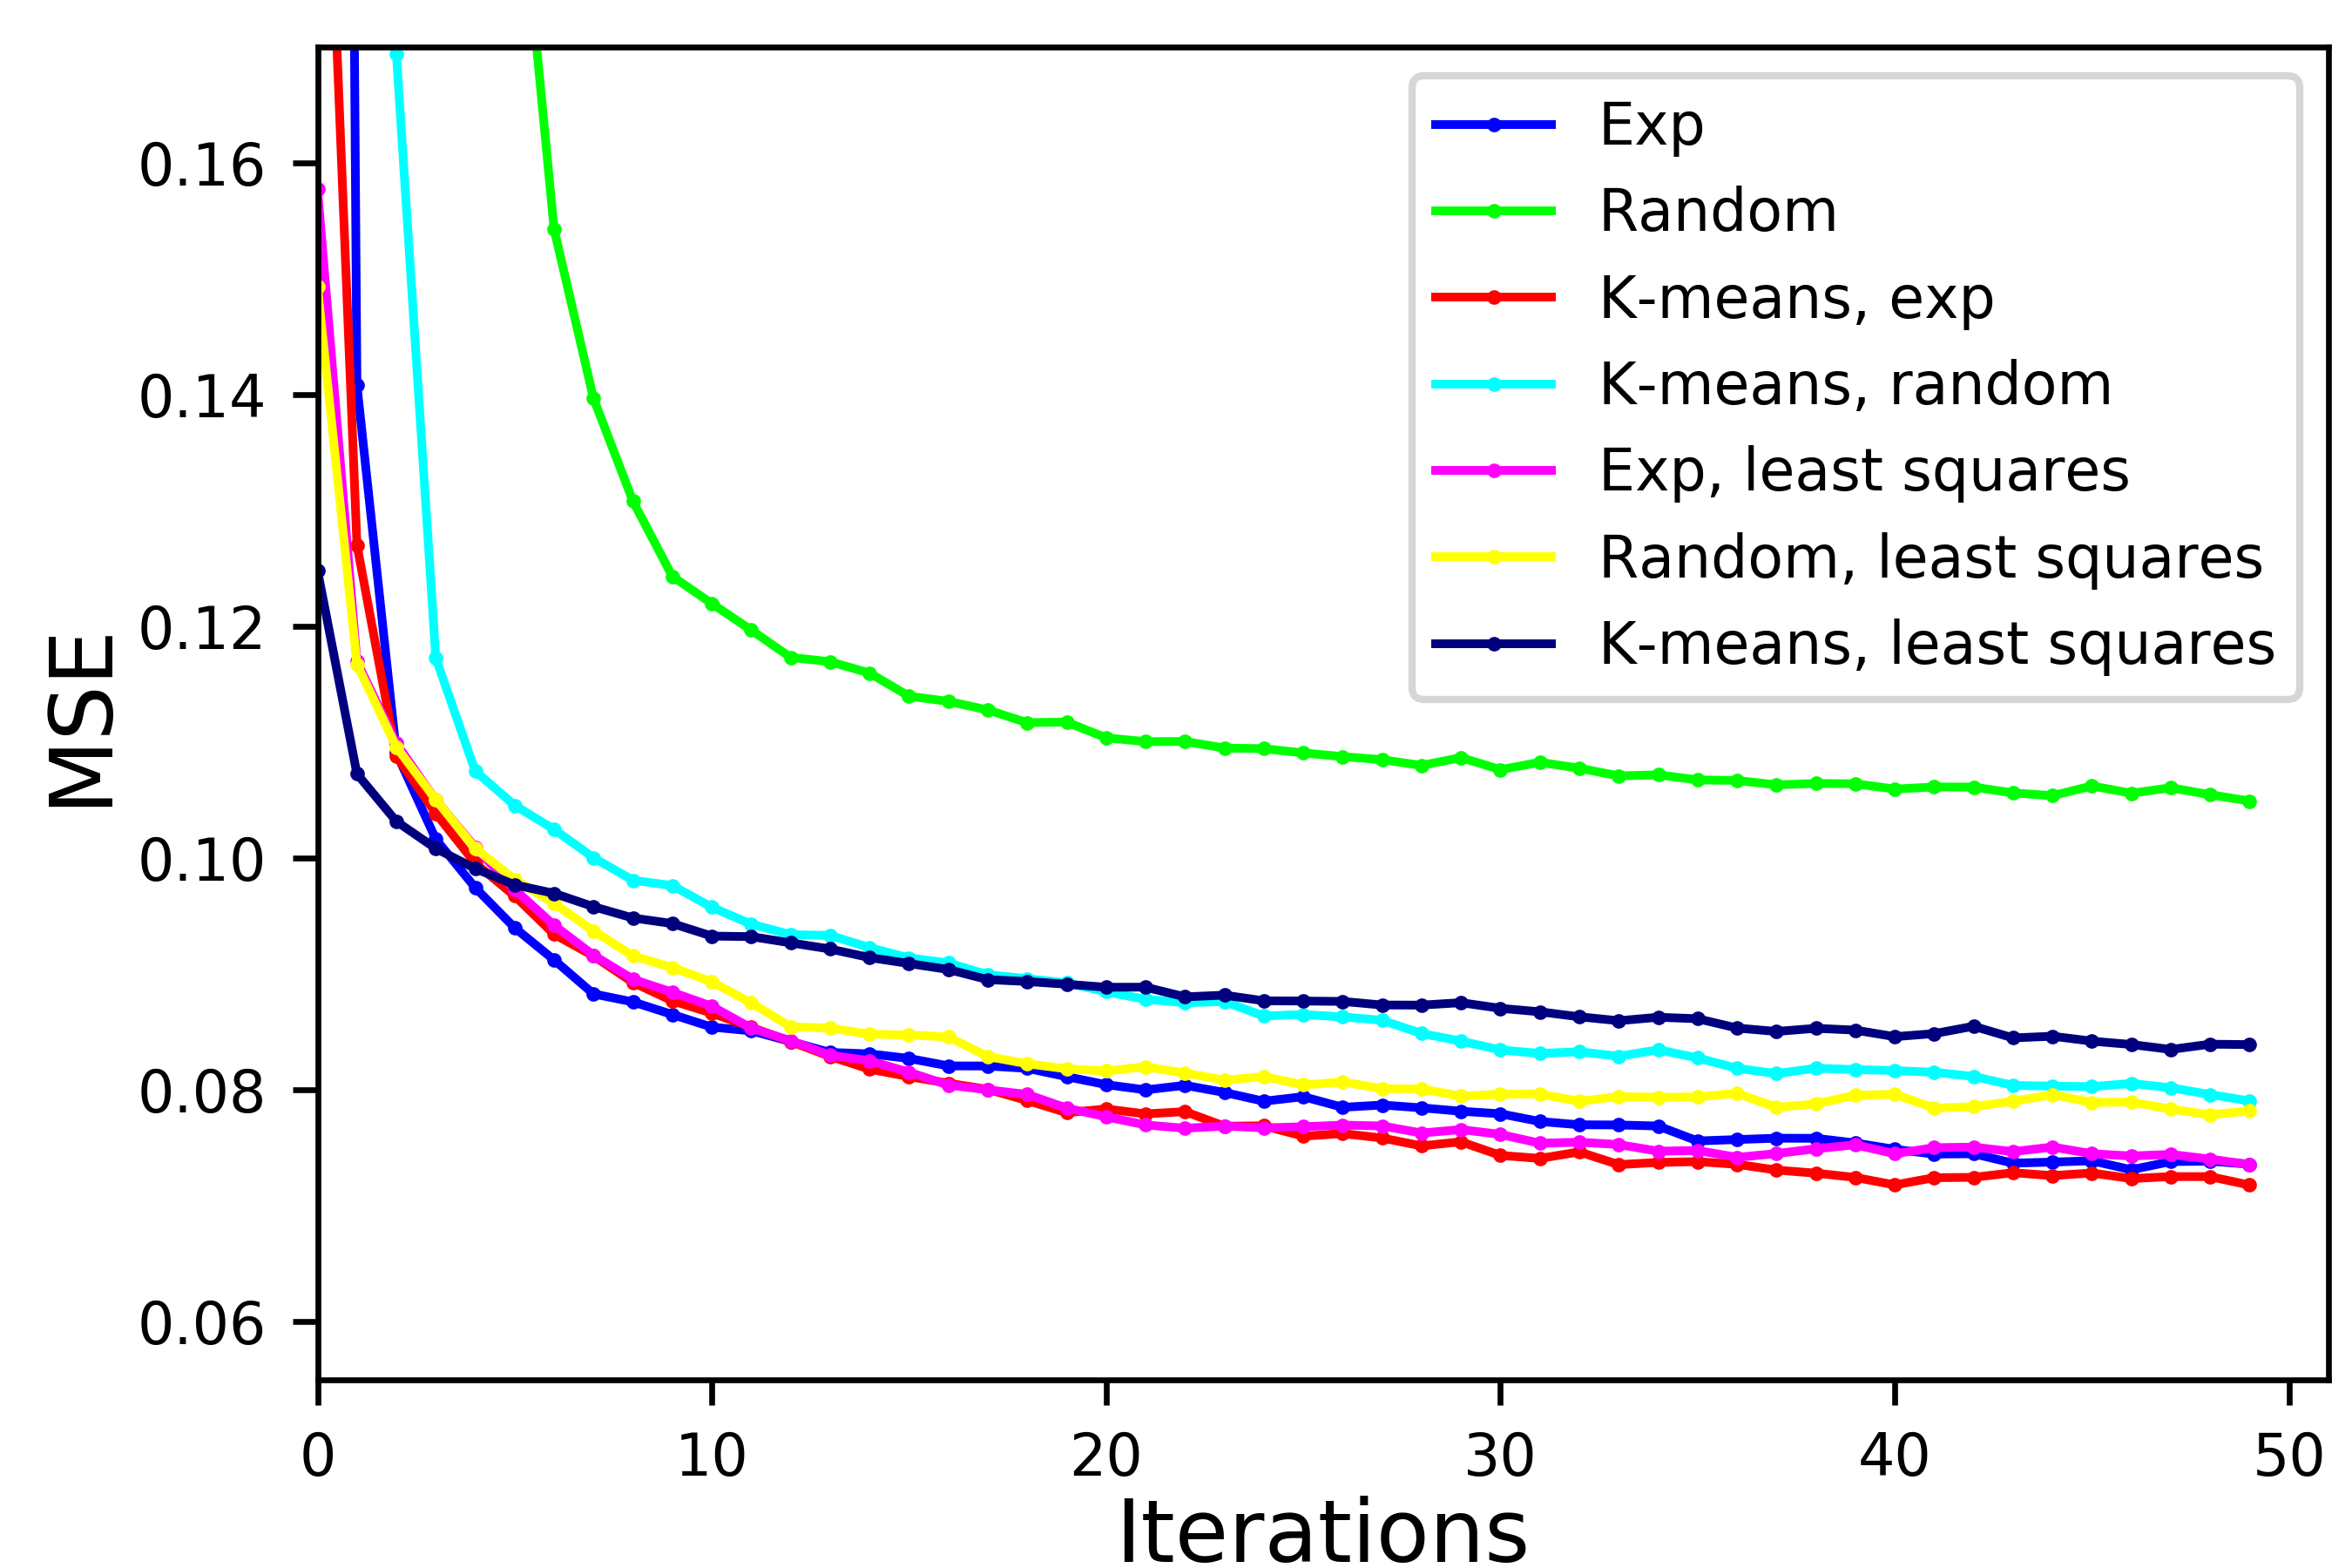 MSE
0.16
0.14
0.12
0.10
0.08
0.06
Exp
Random
K-means, exp
K-means, random
Exp, least squares
Random, least squares
K-means, least squares
0 10 20 30 40 50
Iterations